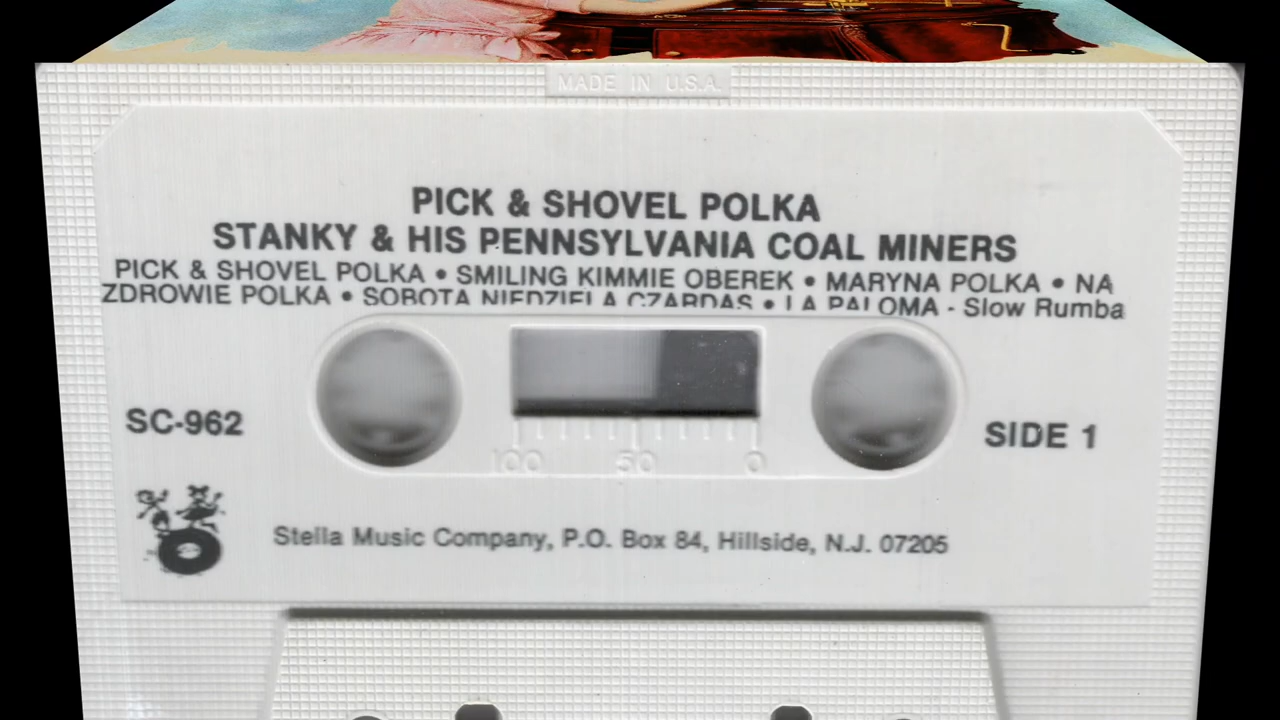 MADE IN U.S.A.
PICK & SHOVEL POLKA
STANKY & HIS PENNSYLVANIA COAL MINERS
PICK & SHOVEL POLKA • SMILING KIMMIE OBEREK • MARYNA POLKA • NA
ZDROWIE POLKA • SOBOTA NIEDZIELA CZARDAS • LA PALOMA - Slow Rumba
SC-962
SIDE 1
100 50 0
Stella Music Company, P.O. Box 84, Hillside, N.J. 07205